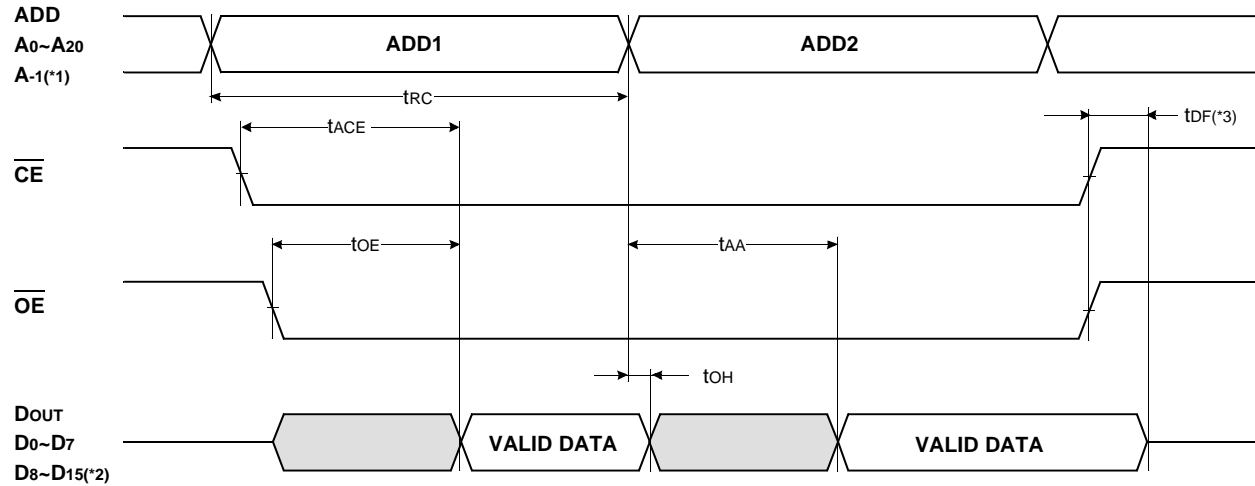 ADD
A0~A20
A-1(*1)
ADD1
ADD2
tRC
tACE
tDF(*3)
CE
tOE
tAA
OE
tOH
DOUT
D0~D7
D8~D15(*2)
VALID DATA
VALID DATA